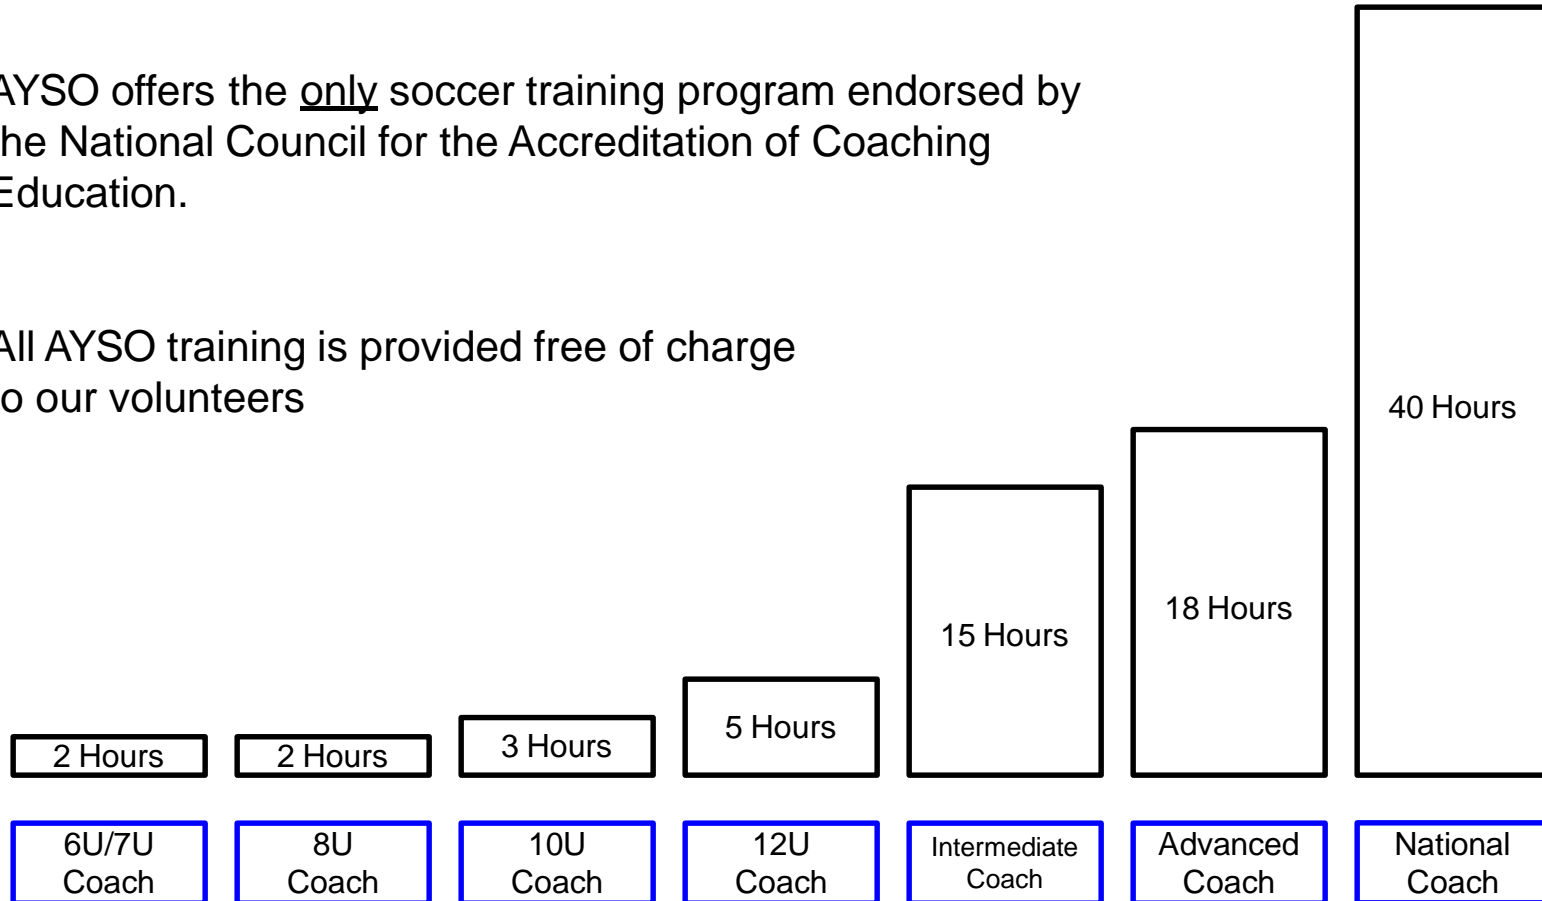 AYSO offers the only soccer training program endorsed by
the National Council for the Accreditation of Coaching
Education.
All AYSO training is provided free of charge
to our volunteers
40 Hours
18 Hours
15 Hours
5 Hours
3 Hours
2 Hours
2 Hours
6U/7U
Coach
8U
Coach
10U
Coach
12U
Coach
Intermediate
Coach
Advanced
Coach
National
Coach